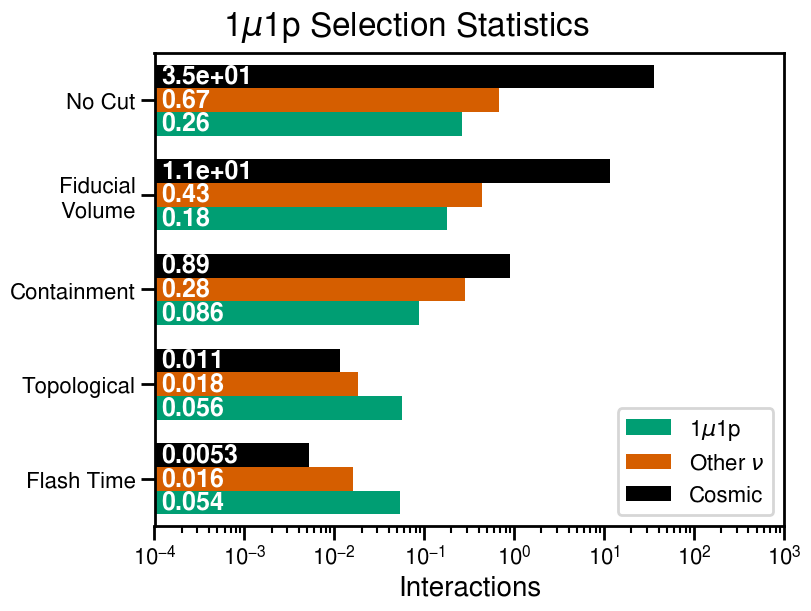 1μ1p Selection Statistics
No Cut
3.5e+01
0.67
0.26
Fiducial
Volume
1.1e+01
0.43
0.18
Containment
0.89
0.28
0.086
Topological
0.011
0.018
0.056
Flash Time
0.0053
0.016
0.054
1μ1p
Other ν
Cosmic
10⁻⁴ 10⁻³ 10⁻² 10⁻¹ 10⁰ 10¹ 10² 10³
Interactions